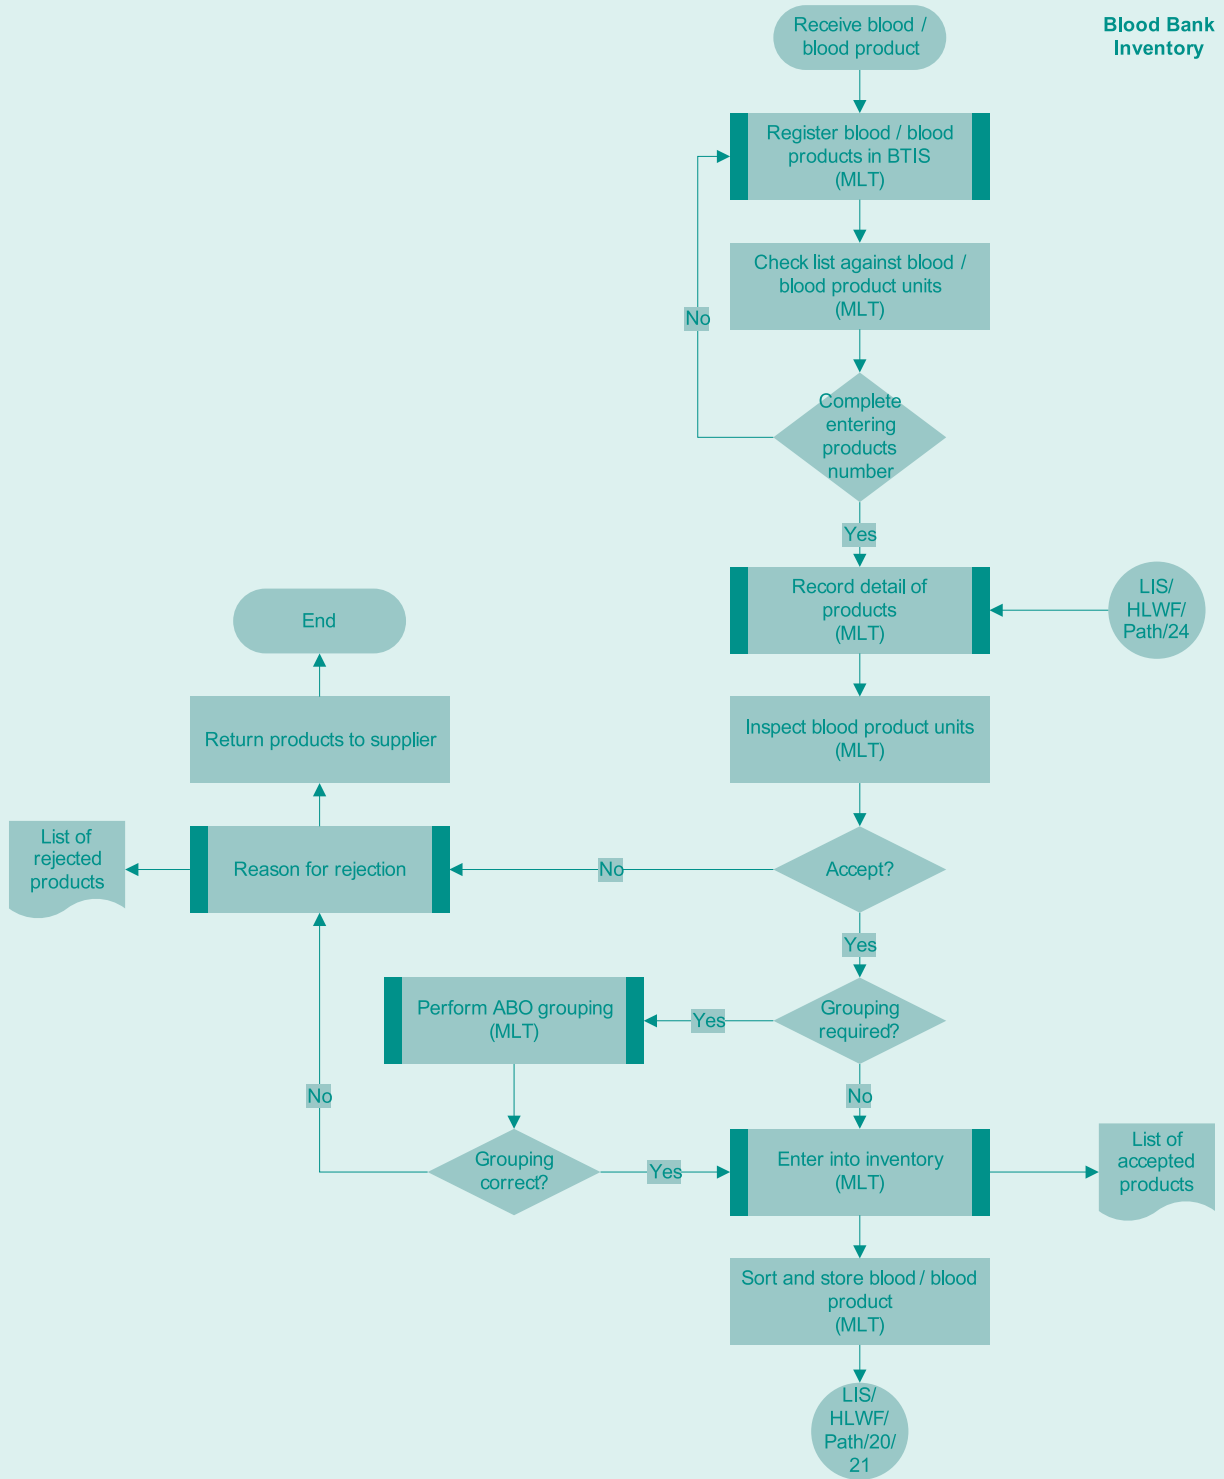 Blood Bank
Inventory
Receive blood /
blood product
Register blood / blood
products in BTIS
(MLT)
Check list against blood /
blood product units
(MLT)
No
Complete
entering
products
number
Yes
Record detail of
products
(MLT)
LIS/
HLWF/
Path/24
End
Return products to supplier
Inspect blood product units
(MLT)
List of
rejected
products
Reason for rejection
No
Accept?
Yes
Perform ABO grouping
(MLT)
Yes
Grouping
required?
No
No
Grouping
correct?
Yes
Enter into inventory
(MLT)
List of
accepted
products
Sort and store blood / blood
product
(MLT)
LIS/
HLWF/
Path/20/
21